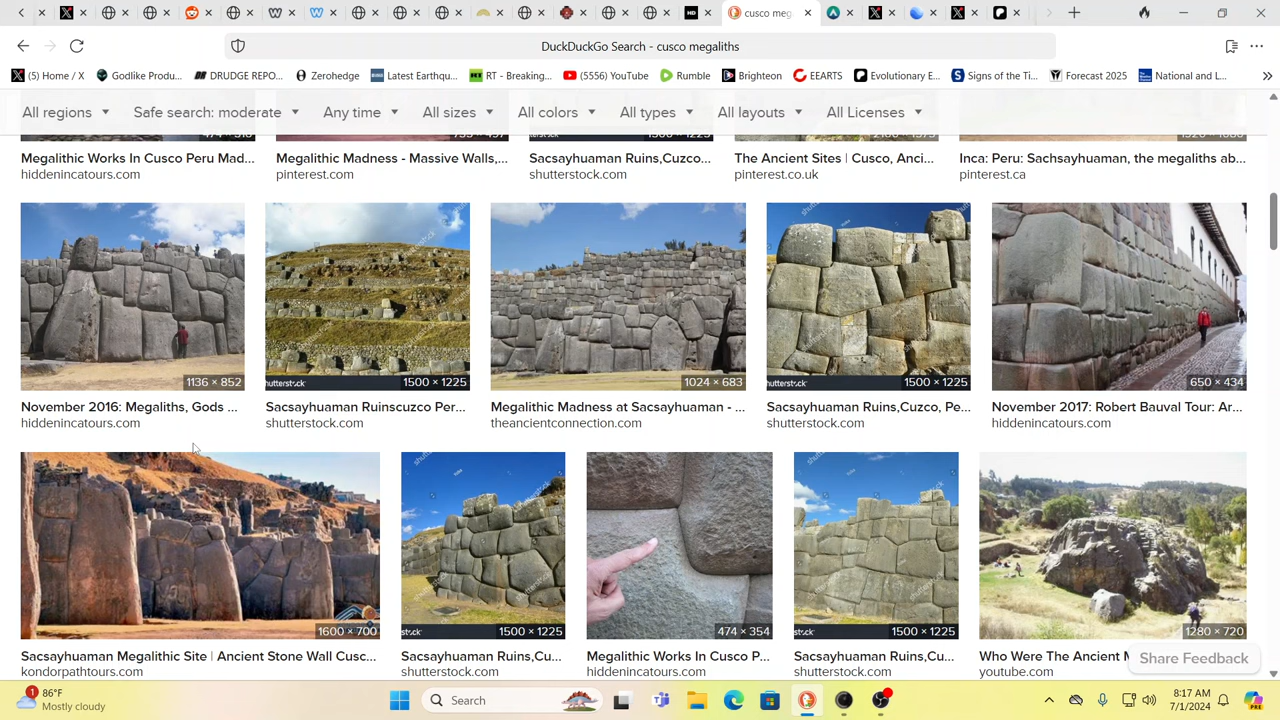 cusco meg
DuckDuckGo Search - cusco megaliths
(5) Home / X
Godlike Produ...
DRUDGE REPO...
Zerohedge
Latest Earthqu...
RT - Breaking...
(5556) YouTube
Rumble
Brighteon
EEARTS
Evolutionary E...
Signs of the Ti...
Forecast 2025
National and L...
All regions
Safe search: moderate
Any time
All sizes
All colors
All types
All layouts
All Licenses
Megalithic Works In Cusco Peru Mad...
hiddenincatours.com
Megalithic Madness - Massive Walls,...
pinterest.com
Sacsayhuaman Ruins,Cuzco...
shutterstock.com
The Ancient Sites | Cusco, Anci...
pinterest.co.uk
Inca: Peru: Sachsayhuaman, the megaliths ab...
pinterest.ca
1136 × 852
1500 × 1225
1024 × 683
1500 × 1225
650 × 434
November 2016: Megaliths, Gods ...
hiddenincatours.com
Sacsayhuaman Ruinscuzco Per...
shutterstock.com
Megalithic Madness at Sacsayhuaman - ...
theancientconnection.com
Sacsayhuaman Ruins,Cuzco, Pe...
shutterstock.com
November 2017: Robert Bauval Tour: Ar...
hiddenincatours.com
1600 × 700
1500 × 1225
474 × 354
1500 × 1225
1280 × 720
Sacsayhuaman Megalithic Site | Ancient Stone Wall Cusc...
kondorpathtours.com
Sacsayhuaman Ruins,Cu...
shutterstock.com
Megalithic Works In Cusco P...
hiddenincatours.com
Sacsayhuaman Ruins,Cu...
shutterstock.com
Who Were The Ancient
youtube.com
Share Feedback
86°F
Mostly cloudy
Search
8:17 AM
7/1/2024